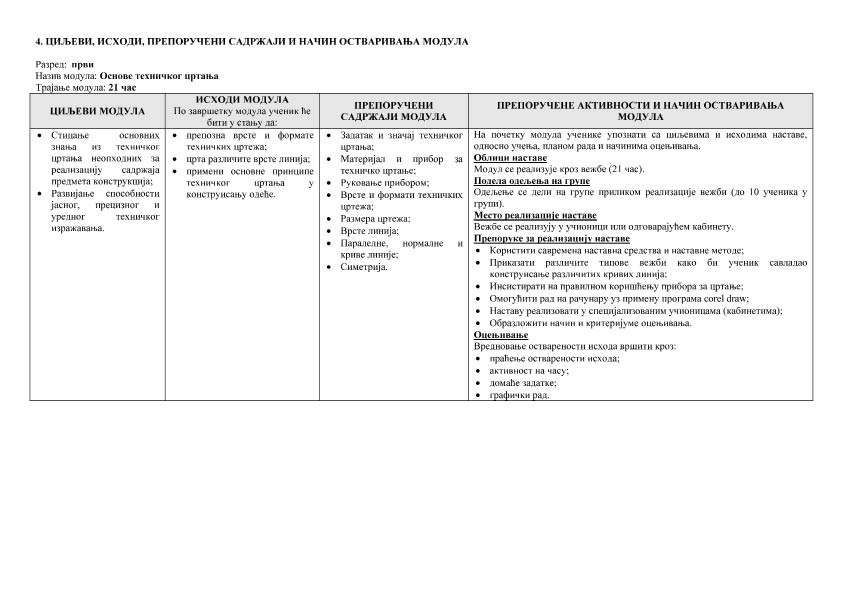 4. ЦИЉЕВИ, ИСХОДИ, ПРЕПОРУЧЕНИ САДРЖАЈИ И НАЧИН ОСТВАРИВАЊА МОДУЛА
Разред: први
Назив модула: Основе техничког цртања
Трајање модула: 21 час
ЦИЉЕВИ МОДУЛА
ИСХОДИ МОДУЛА
По завршетку модула ученик ће
бити у стању да:
ПРЕПОРУЧЕНИ
САДРЖАЈИ МОДУЛА
ПРЕПОРУЧЕНЕ АКТИВНОСТИ И НАЧИН ОСТВАРИВАЊА
МОДУЛА
• Стицање основних
знања из техничког
цртања неопходних за
реализацију садржаја
предмета конструкција;
• Развијање способности
јасног, прецизног и
уредног техничког
изражавања.
• препозна врсте и формате
техничких цртежа;
• црта различите врсте линија;
• примени основне принципе
техничког цртања у
конструисању одеће.
• Задатак и значај техничког
цртања;
• Материјал и прибор за
техничко цртање;
• Руковање прибором;
• Врсте и формати техничких
цртежа;
• Размера цртежа;
• Врсте линија;
• Паралелне, нормалне и
криве линије;
• Симетрија.
На почетку модула ученике упознати са циљевима и исходима наставе,
односно учења, планом рада и начинима оцењивања.
Облици наставе
Модул се реализује кроз вежбе (21 час).
Подела одељења на групе
Одељење се дели на групе приликом реализације вежби (до 10 ученика у
групи).
Место реализације наставе
Вежбе се реализују у учионици или одговарајућем кабинету.
Препоруке за реализацију наставе
• Користити савремена наставна средства и наставне методе;
• Приказати различите типове вежби како би ученик савладао
конструисање различитих кривих линија;
• Инсистирати на правилном коришћењу прибора за цртање;
• Омогућити рад на рачунару уз примену програма corel draw;
• Наставу реализовати у специјализованим учионицама (кабинетима);
• Образложити начин и критеријуме оцењивања.
Оцењивање
Вредновање остварености исхода вршити кроз:
• праћење остварености исхода;
• активност на часу;
• домаће задатке;
• графички рад.